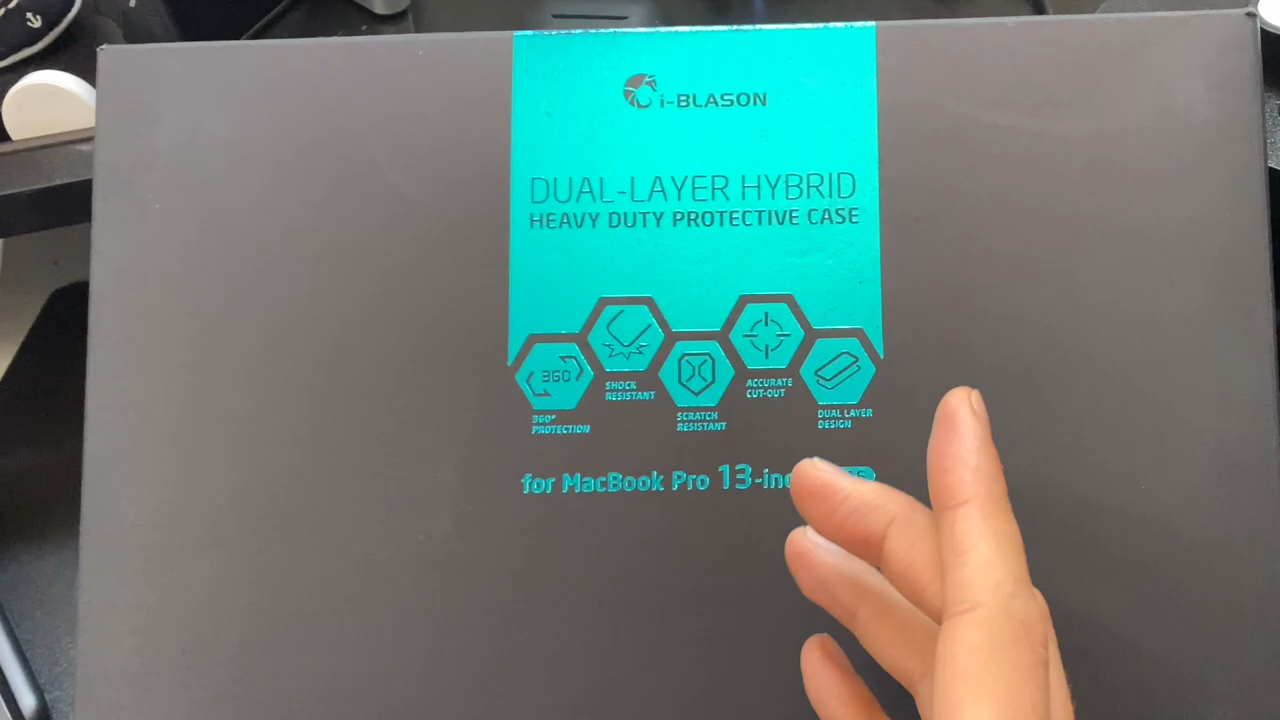 i-BLASON
DUAL-LAYER HYBRID
HEAVY DUTY PROTECTIVE CASE
360
360° PROTECTION
SHOCK RESISTANT
SCRATCH RESISTANT
ACCURATE CUT-OUT
DUAL LAYER DESIGN
for MacBook Pro 13-inc